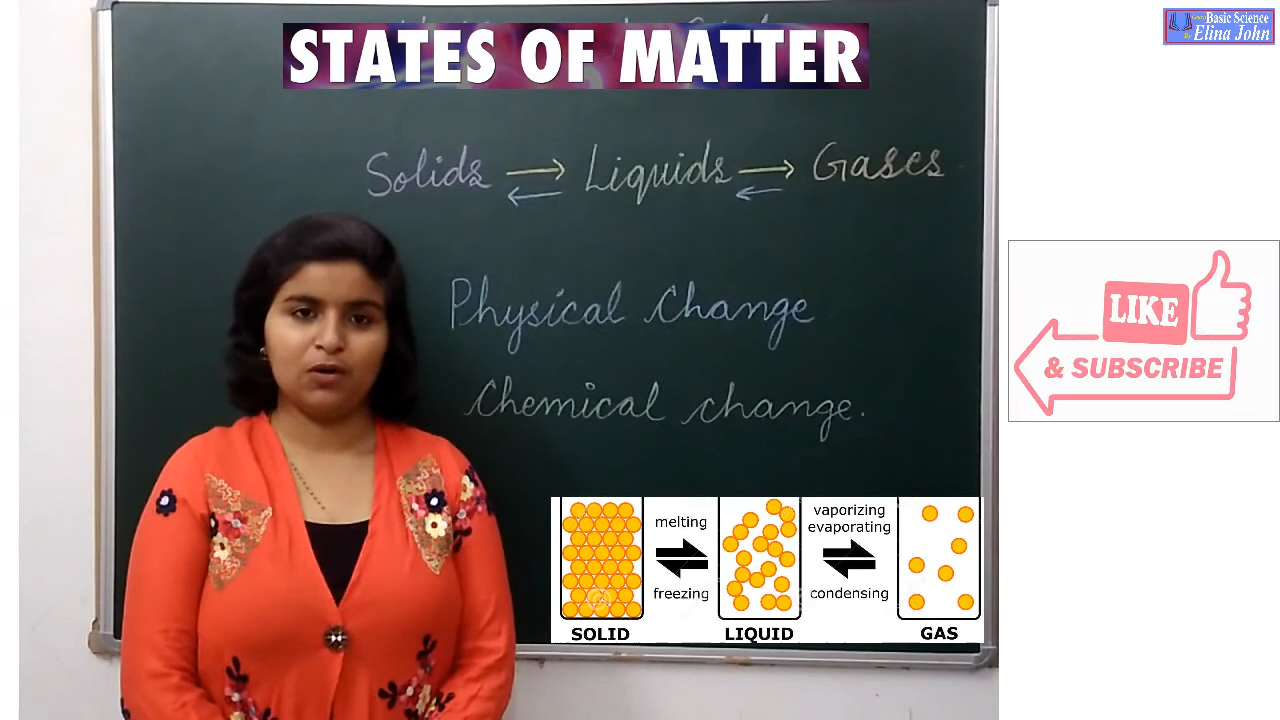 STATES OF MATTER
Basic Science
Elina John
Solids → Liquids → Gases
← ←
Physical Change
Chemical change.
LIKE
& SUBSCRIBE
melting
freezing
vaporizing
evaporating
condensing
SOLID
LIQUID
GAS